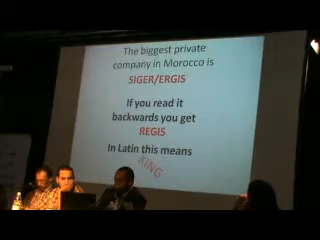 The biggest private
company in Morocco is
SIGER/ERGIS
If you read it
backwards you get
REGIS
In Latin this means
KING